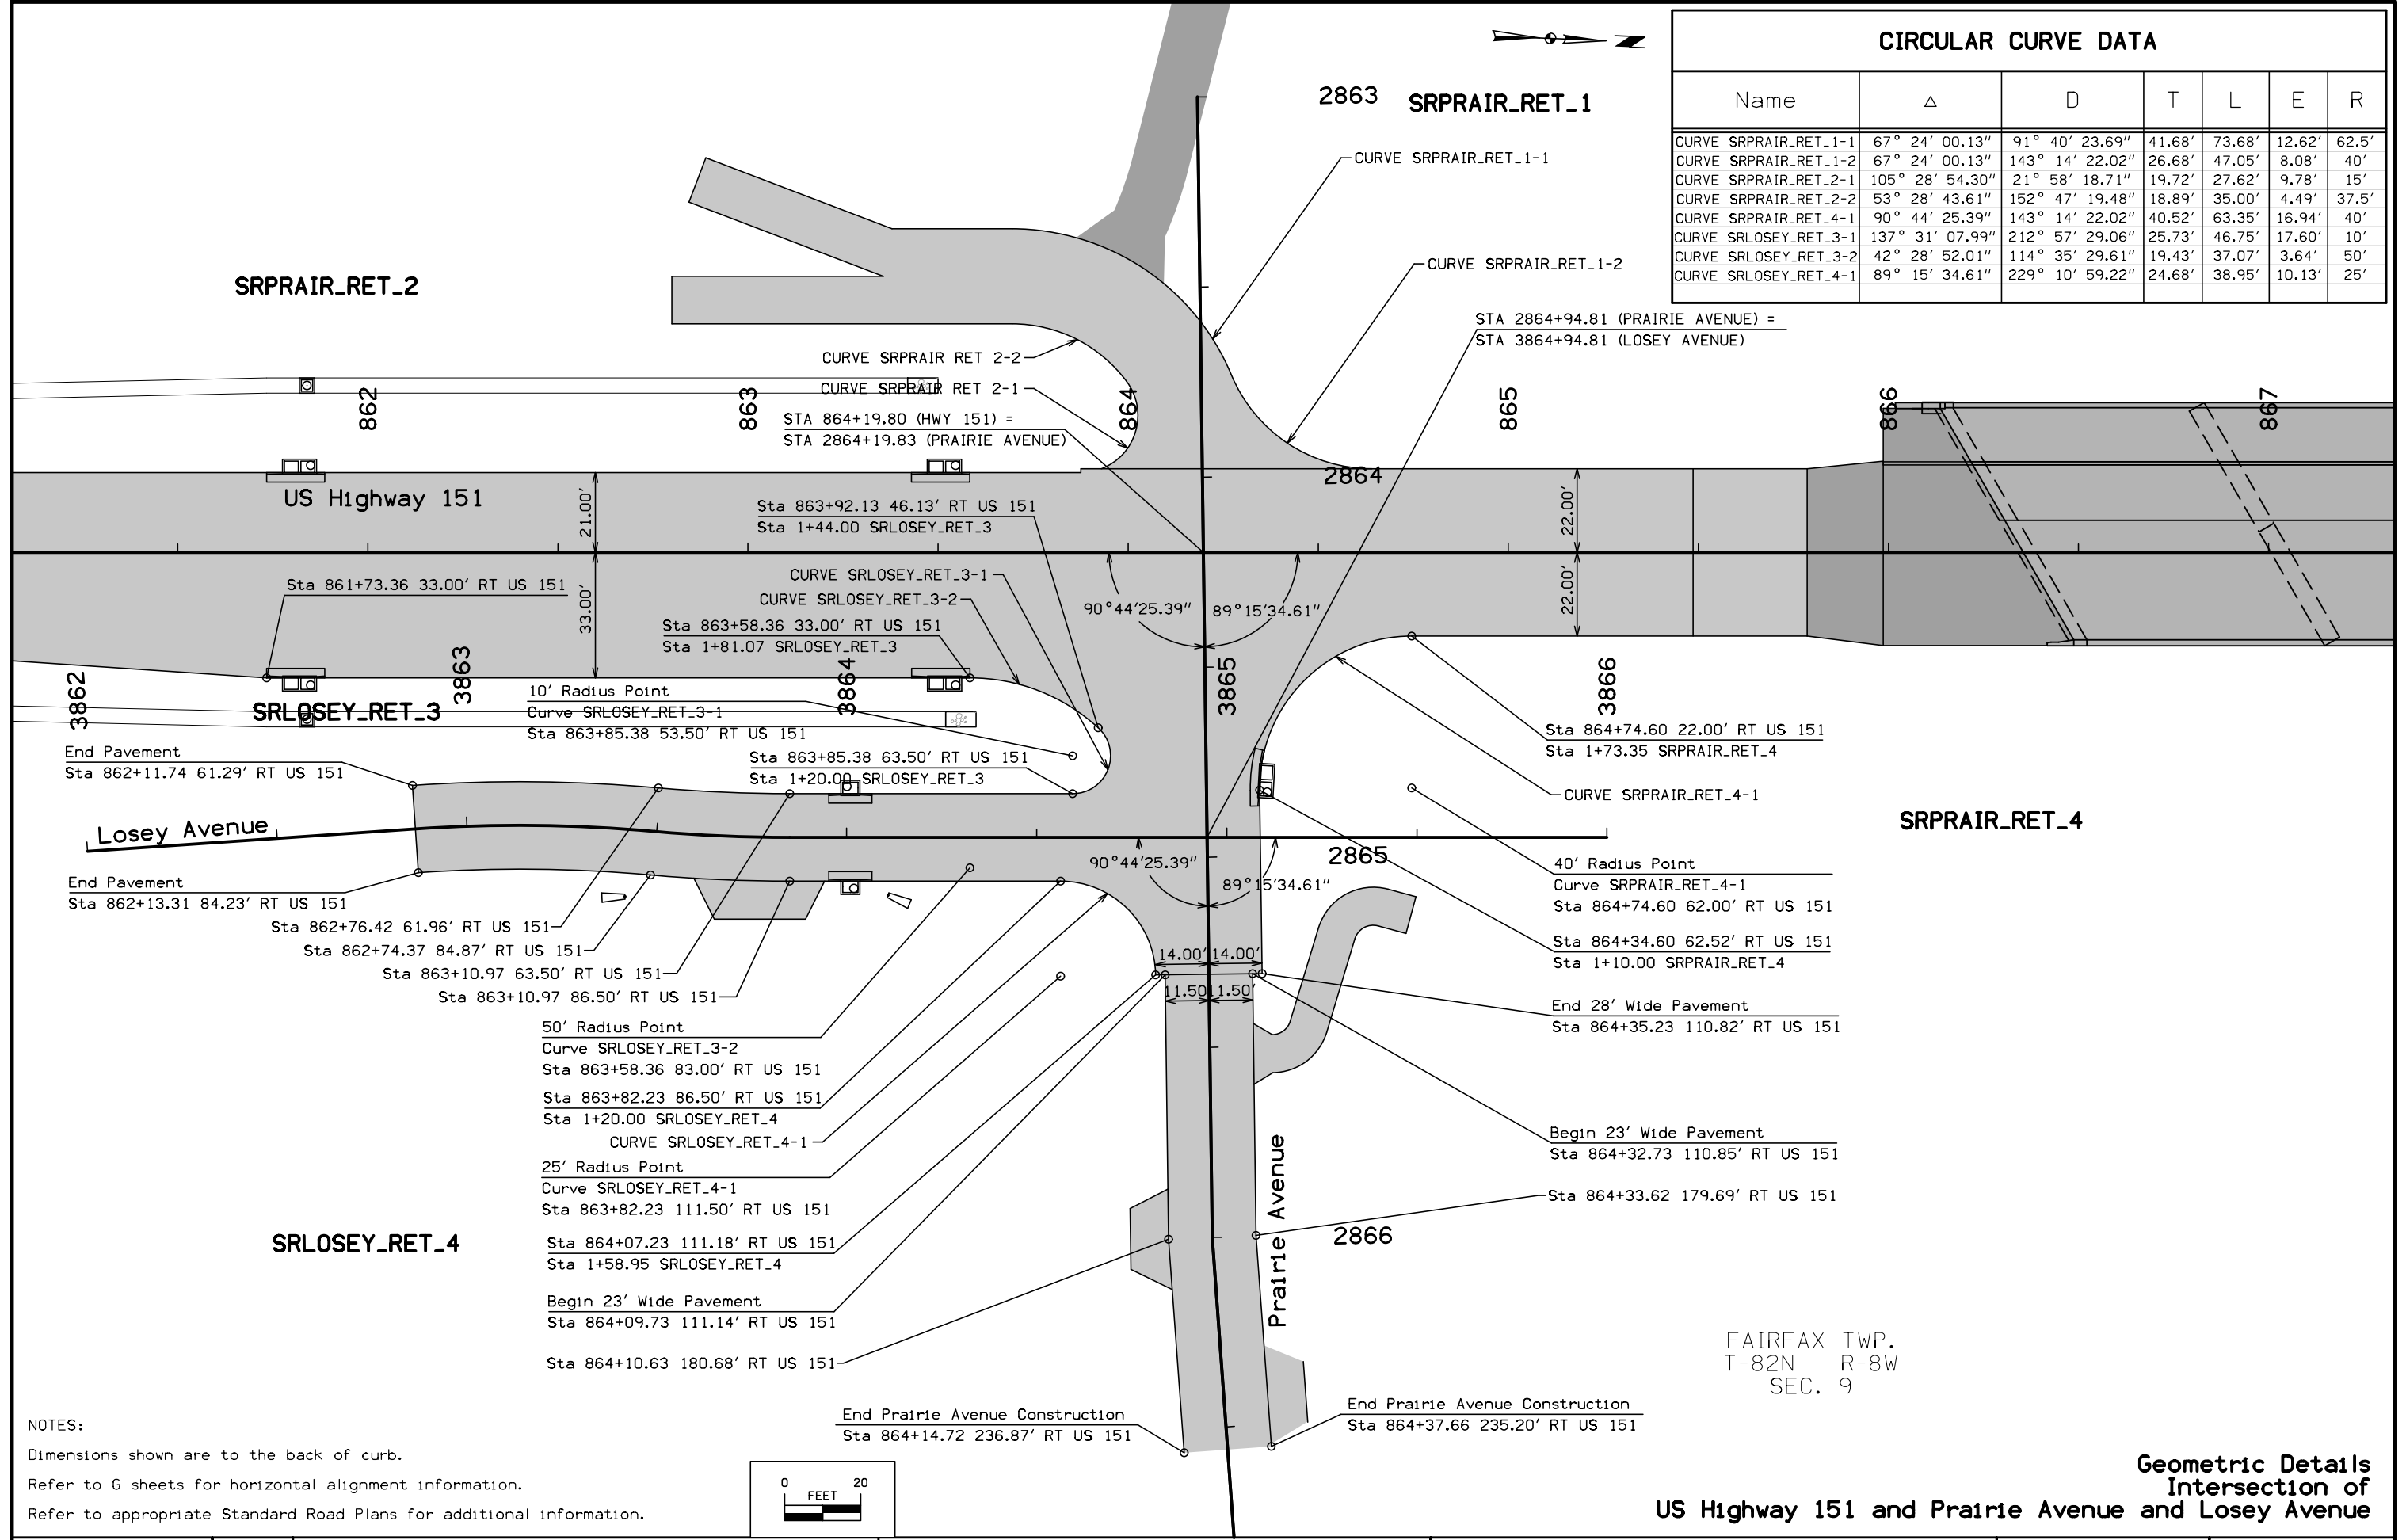 CIRCULAR CURVE DATA
Name △ D T L E R
CURVE SRPRAIR_RET_1-1 67° 24′ 00.13″ 91° 40′ 23.69″ 41.68′ 73.68′ 12.62′ 62.5′
CURVE SRPRAIR_RET_1-2 67° 24′ 00.13″ 143° 14′ 22.02″ 26.68′ 47.05′ 8.08′ 40′
CURVE SRPRAIR_RET_2-1 105° 28′ 54.30″ 21° 58′ 18.71″ 19.72′ 27.62′ 9.78′ 15′
CURVE SRPRAIR_RET_2-2 53° 28′ 43.61″ 152° 47′ 19.48″ 18.89′ 35.00′ 4.49′ 37.5′
CURVE SRPRAIR_RET_4-1 90° 44′ 25.39″ 143° 14′ 22.02″ 40.52′ 63.35′ 16.94′ 40′
CURVE SRLOSEY_RET_3-1 137° 31′ 07.99″ 212° 57′ 29.06″ 25.73′ 46.75′ 17.60′ 10′
CURVE SRLOSEY_RET_3-2 42° 28′ 52.01″ 114° 35′ 29.61″ 19.43′ 37.07′ 3.64′ 50′
CURVE SRLOSEY_RET_4-1 89° 15′ 34.61″ 229° 10′ 59.22″ 24.68′ 38.95′ 10.13′ 25′
N
2863
SRPRAIR_RET_1
CURVE SRPRAIR_RET_1-1
CURVE SRPRAIR_RET_1-2
STA 2864+94.81 (PRAIRIE AVENUE) =
STA 3864+94.81 (LOSEY AVENUE)
SRPRAIR_RET_2
CURVE SRPRAIR RET 2-2
CURVE SRPRAIR RET 2-1
STA 864+19.80 (HWY 151) =
STA 2864+19.83 (PRAIRIE AVENUE)
862
863
864
865
866
867
2864
US Highway 151
21.00′
22.00′
Sta 863+92.13 46.13′ RT US 151
Sta 1+44.00 SRLOSEY_RET_3
Sta 861+73.36 33.00′ RT US 151
33.00′
22.00′
CURVE SRLOSEY_RET_3-1
CURVE SRLOSEY_RET_3-2
90°44′25.39″
89°15′34.61″
Sta 863+58.36 33.00′ RT US 151
Sta 1+81.07 SRLOSEY_RET_3
3862
3863
3864
3865
3866
SRLOSEY_RET_3
10′ Radius Point
Curve SRLOSEY_RET_3-1
Sta 863+85.38 53.50′ RT US 151
Sta 863+85.38 63.50′ RT US 151
Sta 1+20.00 SRLOSEY_RET_3
End Pavement
Sta 862+11.74 61.29′ RT US 151
Sta 864+74.60 22.00′ RT US 151
Sta 1+73.35 SRPRAIR_RET_4
CURVE SRPRAIR_RET_4-1
SRPRAIR_RET_4
Losey Avenue
2865
90°44′25.39″
89°15′34.61″
40′ Radius Point
Curve SRPRAIR_RET_4-1
Sta 864+74.60 62.00′ RT US 151
End Pavement
Sta 862+13.31 84.23′ RT US 151
Sta 862+76.42 61.96′ RT US 151
Sta 862+74.37 84.87′ RT US 151
Sta 863+10.97 63.50′ RT US 151
Sta 863+10.97 86.50′ RT US 151
Sta 864+34.60 62.52′ RT US 151
Sta 1+10.00 SRPRAIR_RET_4
14.00′
14.00′
11.50′
11.50′
End 28′ Wide Pavement
Sta 864+35.23 110.82′ RT US 151
50′ Radius Point
Curve SRLOSEY_RET_3-2
Sta 863+58.36 83.00′ RT US 151
Sta 863+82.23 86.50′ RT US 151
Sta 1+20.00 SRLOSEY_RET_4
CURVE SRLOSEY_RET_4-1
25′ Radius Point
Curve SRLOSEY_RET_4-1
Sta 863+82.23 111.50′ RT US 151
Begin 23′ Wide Pavement
Sta 864+32.73 110.85′ RT US 151
Sta 864+33.62 179.69′ RT US 151
Prairie Avenue
2866
SRLOSEY_RET_4
Sta 864+07.23 111.18′ RT US 151
Sta 1+58.95 SRLOSEY_RET_4
Begin 23′ Wide Pavement
Sta 864+09.73 111.14′ RT US 151
Sta 864+10.63 180.68′ RT US 151
FAIRFAX TWP.
T-82N R-8W
SEC. 9
End Prairie Avenue Construction
Sta 864+14.72 236.87′ RT US 151
End Prairie Avenue Construction
Sta 864+37.66 235.20′ RT US 151
NOTES:
Dimensions shown are to the back of curb.
Refer to G sheets for horizontal alignment information.
Refer to appropriate Standard Road Plans for additional information.
0 20
FEET
Geometric Details
Intersection of
US Highway 151 and Prairie Avenue and Losey Avenue